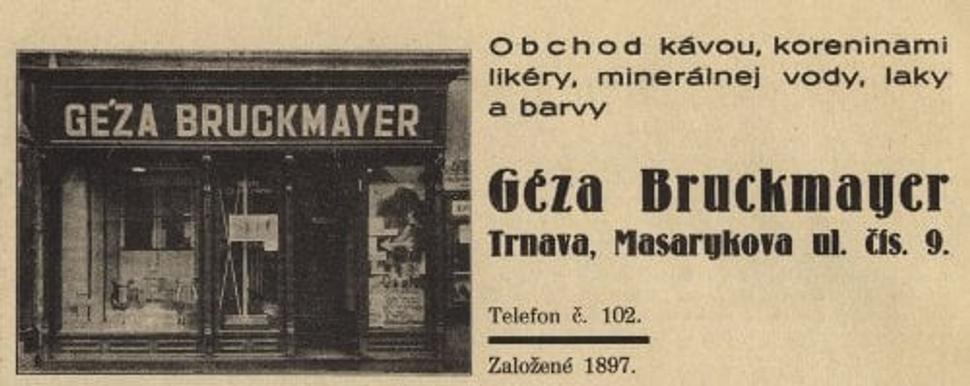 GÉZA BRUCKMAYER
Obchod kávou, koreninami
likéry, minerálnej vody, laky
a barvy
Géza Bruckmayer
Trnava, Masarykova ul. čís. 9.
Telefon č. 102.
Založené 1897.